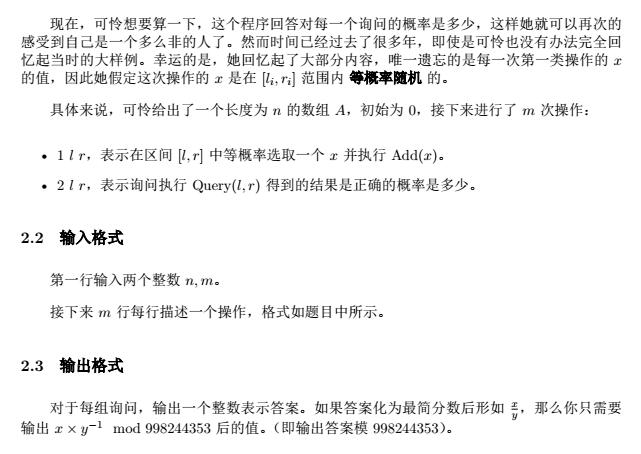 现在，可怜想要算一下，这个程序回答对每一个询问的概率是多少，这样她就可以再次的
感受到自己是一个多么非的人了。然而时间已经过去了很多年，即使是可怜也没有办法完全回
忆起当时的大样例。幸运的是，她回忆起了大部分内容，唯一遗忘的是每一次第一类操作的 x
的值，因此她假定这次操作的 x 是在 [lᵢ, rᵢ] 范围内 等概率随机 的。
具体来说，可怜给出了一个长度为 n 的数组 A，初始为 0，接下来进行了 m 次操作：
• 1 l r，表示在区间 [l, r] 中等概率选取一个 x 并执行 Add(x)。
• 2 l r，表示询问执行 Query(l, r) 得到的结果是正确的概率是多少。
2.2 输入格式
第一行输入两个整数 n, m。
接下来 m 行每行描述一个操作，格式如题目中所示。
2.3 输出格式
对于每组询问，输出一个整数表示答案。如果答案化为最简分数后形如 x/y，那么你只需要
输出 x × y⁻¹ mod 998244353 后的值。（即输出答案模 998244353）。